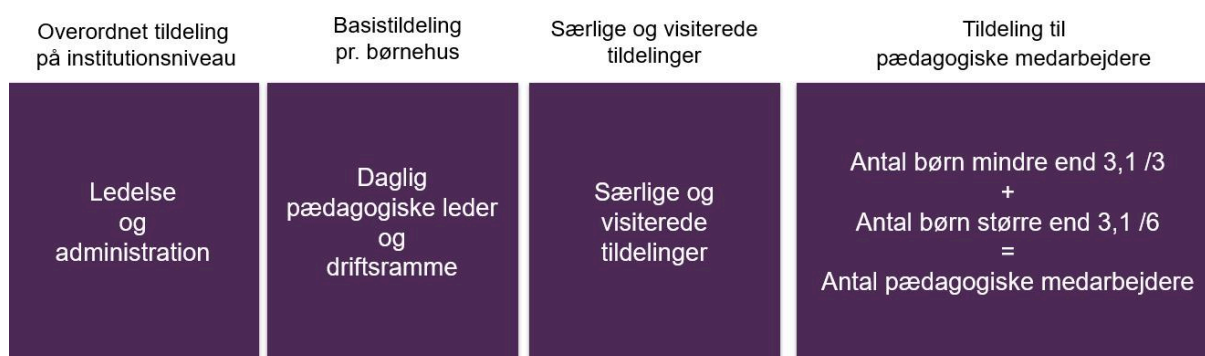 Overordnet tildeling
på institutionsniveau
Basistildeling
pr. børnehus
Særlige og visiterede
tildelinger
Tildeling til
pædagogiske medarbejdere
Ledelse
og
administration
Daglig
pædagogiske leder
og
driftsramme
Særlige og
visiterede
tildelinger
Antal børn mindre end 3,1 /3
+
Antal børn større end 3,1 /6
=
Antal pædagogiske medarbejdere